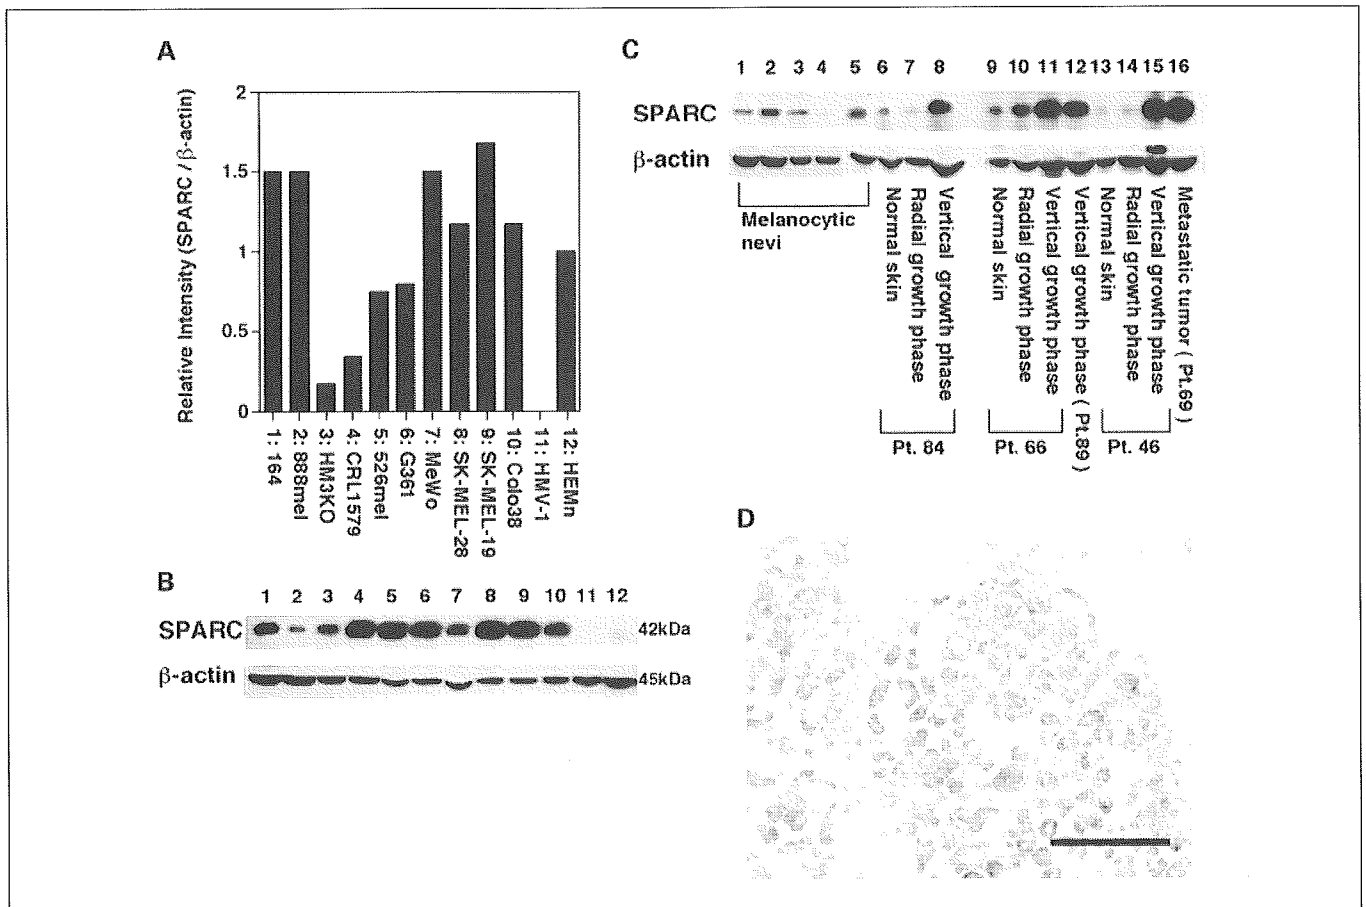 A
Relative Intensity (SPARC / β-actin)
2
1.5
1
0.5
0
1: 164
2: 888mel
3: HM3KO
4: CRL1579
5: 526mel
6: G361
7: MeWo
8: SK-MEL-28
9: SK-MEL-19
10: Colo38
11: HMV-1
12: HEMn
B
1 2 3 4 5 6 7 8 9 10 11 12
SPARC 42kDa
β-actin 45kDa
C
1 2 3 4 5 6 7 8 9 10 11 12 13 14 15 16
SPARC
β-actin
Melanocytic
nevi
Normal skin
Radial growth phase
Vertical growth phase
Pt. 84
Normal skin
Radial growth phase
Vertical growth phase
Pt. 66
Vertical growth phase ( Pt.89 )
Normal skin
Radial growth phase
Vertical growth phase
Pt. 46
Metastatic tumor ( Pt.69 )
D